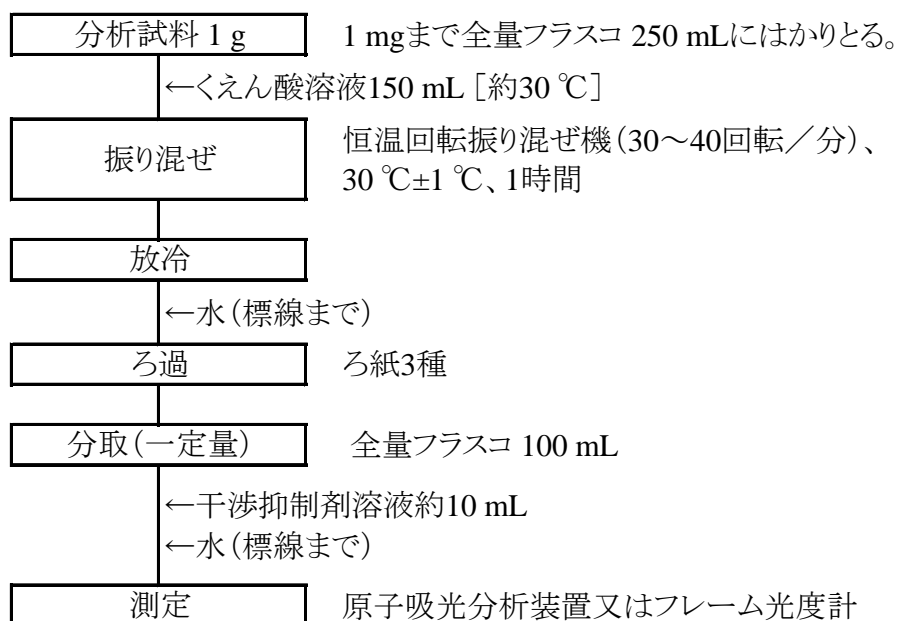 分析試料 1 g 1 mgまで全量フラスコ 250 mLにはかりとる。
←くえん酸溶液150 mL [約30 ℃]
振り混ぜ
恒温回転振り混ぜ機(30～40回転／分)、
30 ℃±1 ℃、1時間
放冷
←水(標線まで)
ろ過 ろ紙3種
分取(一定量) 全量フラスコ 100 mL
←干渉抑制剤溶液約10 mL
←水(標線まで)
測定 原子吸光分析装置又はフレーム光度計